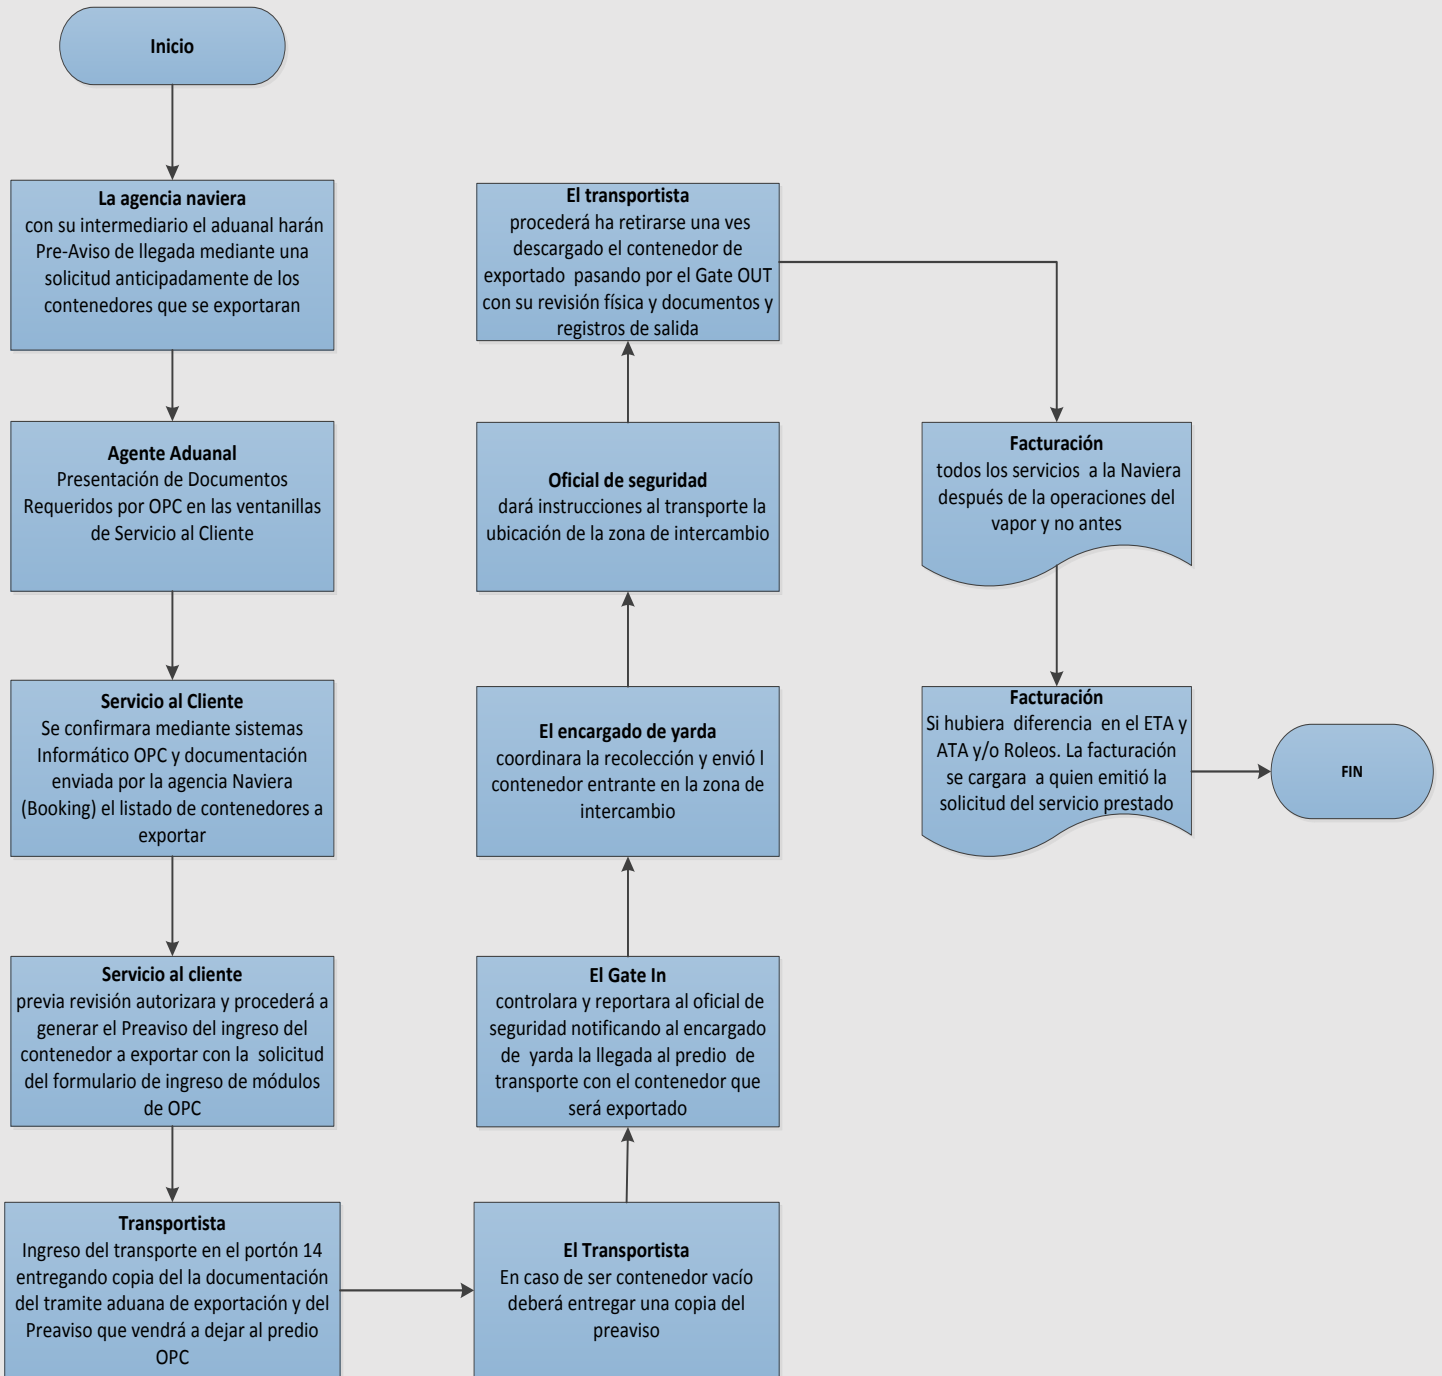 Inicio
La agencia naviera
con su intermediario el aduanal harán
Pre-Aviso de llegada mediante una
solicitud anticipadamente de los
contenedores que se exportaran
Agente Aduanal
Presentación de Documentos
Requeridos por OPC en las ventanillas
de Servicio al Cliente
Servicio al Cliente
Se confirmara mediante sistemas
Informático OPC y documentación
enviada por la agencia Naviera
(Booking) el listado de contenedores a
exportar
Servicio al cliente
previa revisión autorizara y procederá a
generar el Preaviso del ingreso del
contenedor a exportar con la solicitud
del formulario de ingreso de módulos
de OPC
Transportista
Ingreso del transporte en el portón 14
entregando copia del la documentación
del tramite aduana de exportación y del
Preaviso que vendrá a dejar al predio
OPC
El Transportista
En caso de ser contenedor vacío
deberá entregar una copia del
preaviso
El Gate In
controlara y reportara al oficial de
seguridad notificando al encargado
de yarda la llegada al predio de
transporte con el contenedor que
será exportado
El encargado de yarda
coordinara la recolección y envió l
contenedor entrante en la zona de
intercambio
Oficial de seguridad
dará instrucciones al transporte la
ubicación de la zona de intercambio
El transportista
procederá ha retirarse una ves
descargado el contenedor de
exportado pasando por el Gate OUT
con su revisión física y documentos y
registros de salida
Facturación
todos los servicios a la Naviera
después de la operaciones del
vapor y no antes
Facturación
Si hubiera diferencia en el ETA y
ATA y/o Roleos. La facturación
se cargara a quien emitió la
solicitud del servicio prestado
FIN